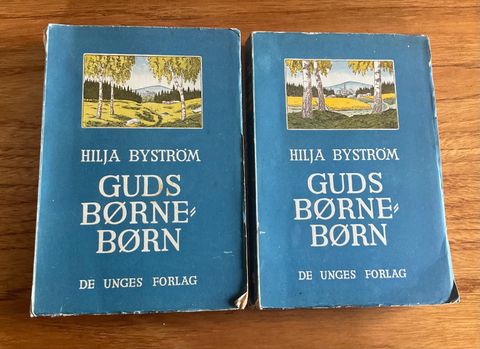 HILJA BYSTRÖM
GUDS
BØRNE=
BØRN
DE UNGES FORLAG
HILJA BYSTRÖM
GUDS
BØRNE=
BØRN
DE UNGES FORLAG